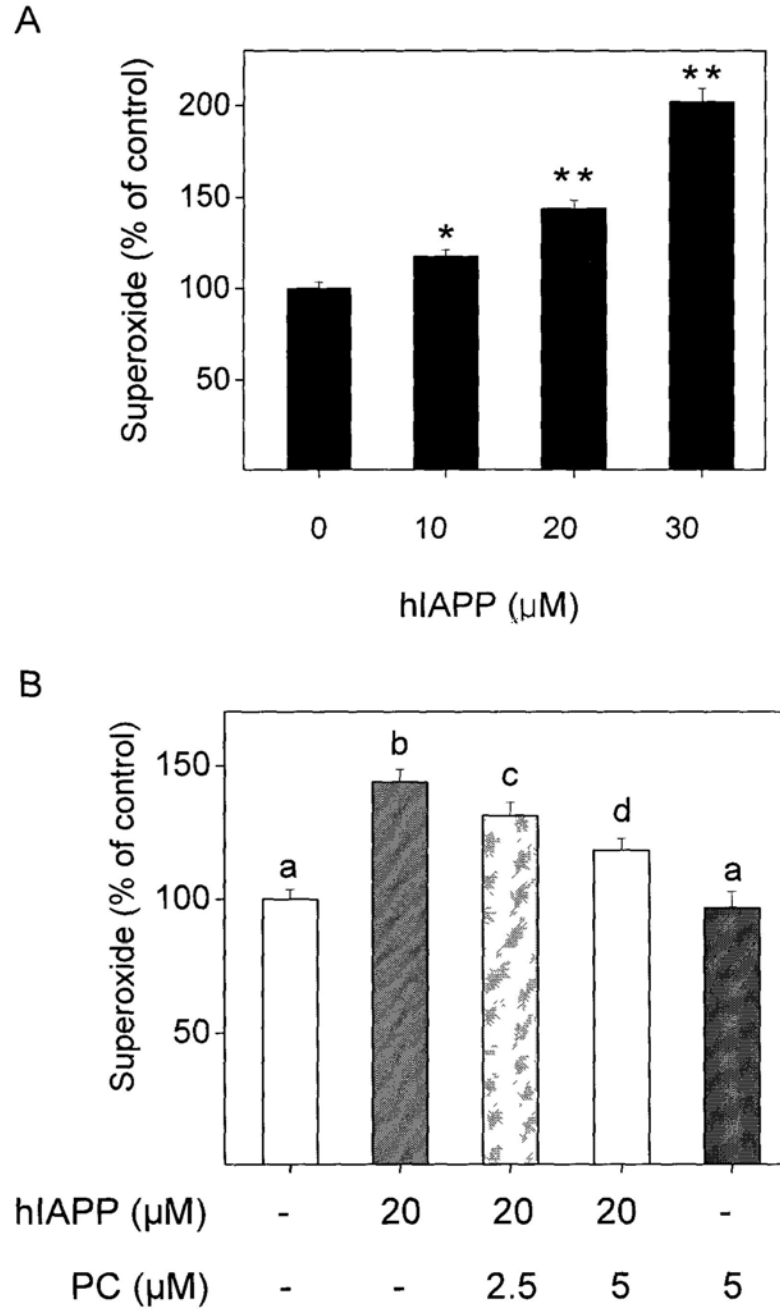 A
Superoxide (% of control)
200
150
100
50
*
**
**
0 10 20 30
hIAPP (µM)
B
Superoxide (% of control)
150
100
50
a b c d a
hIAPP (µM) - 20 20 20 -
PC (µM) - - 2.5 5 5